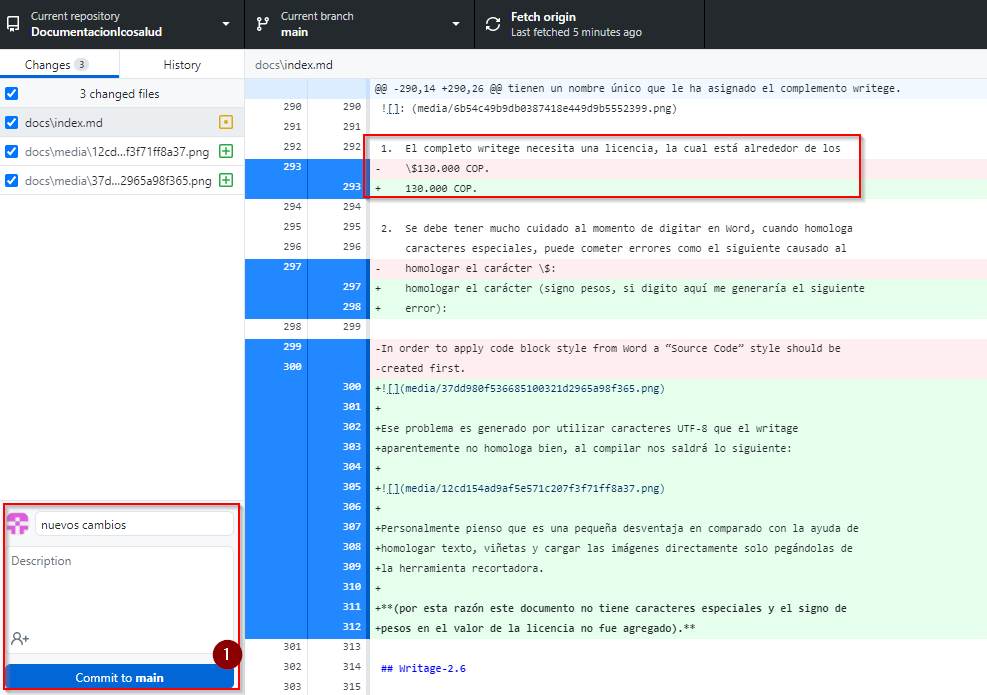 Current repository
DocumentacionIcosalud
Current branch
main
Fetch origin
Last fetched 5 minutes ago
Changes 3
History
docs\index.md
3 changed files
docs\index.md
docs\media\12cd...f3f71ff8a37.png
docs\media\37d...2965a98f365.png
@@ -290,14 +290,26 @@ tienen un nombre único que le ha asignado el complemento writege.
290 290 ![]: (media/6b54c49b9db0387418e449d9b5552399.png)
291 291
292 292 1. El completo writege necesita una licencia, la cual está alrededor de los
293 - \$130.000 COP.
293 + 130.000 COP.
294 294
295 295 2. Se debe tener mucho cuidado al momento de digitar en Word, cuando homologa
296 296 caracteres especiales, puede cometer errores como el siguiente causado al
297 - homologar el carácter \$:
297 + homologar el carácter (signo pesos, si digito aquí me generaría el siguiente
298 + error):
298 299
299 -In order to apply code block style from Word a “Source Code” style should be
300 -created first.
300 +![](media/37dd980f536685100321d2965a98f365.png)
301 +
302 +Ese problema es generado por utilizar caracteres UTF-8 que el writage
303 +aparentemente no homologa bien, al compilar nos saldrá lo siguiente:
304 +
305 +![](media/12cd154ad9af5e571c207f3f71ff8a37.png)
306 +
307 +Personalmente pienso que es una pequeña desventaja en comparado con la ayuda de
308 +homologar texto, viñetas y cargar las imágenes directamente solo pegándolas de
309 +la herramienta recortadora.
310 +
311 +**(por esta razón este documento no tiene caracteres especiales y el signo de
312 +pesos en el valor de la licencia no fue agregado).**
301 313
302 314 ## Writage-2.6
303 315
nuevos cambios
Description
1
Commit to main